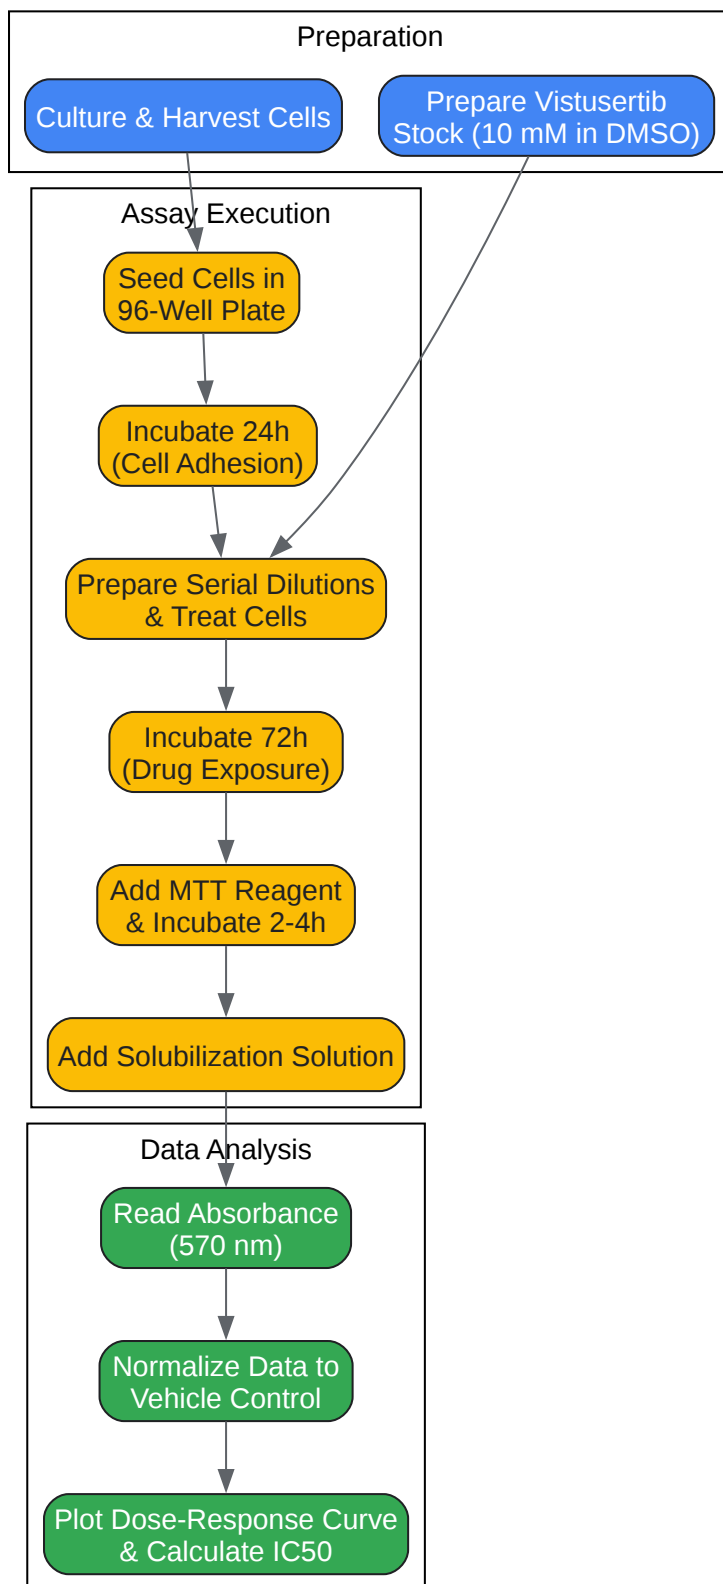 Preparation
Culture & Harvest Cells
Prepare Vistusertib
Stock (10 mM in DMSO)
Assay Execution
Seed Cells in
96-Well Plate
Incubate 24h
(Cell Adhesion)
Prepare Serial Dilutions
& Treat Cells
Incubate 72h
(Drug Exposure)
Add MTT Reagent
& Incubate 2-4h
Add Solubilization Solution
Data Analysis
Read Absorbance
(570 nm)
Normalize Data to
Vehicle Control
Plot Dose-Response Curve
& Calculate IC50